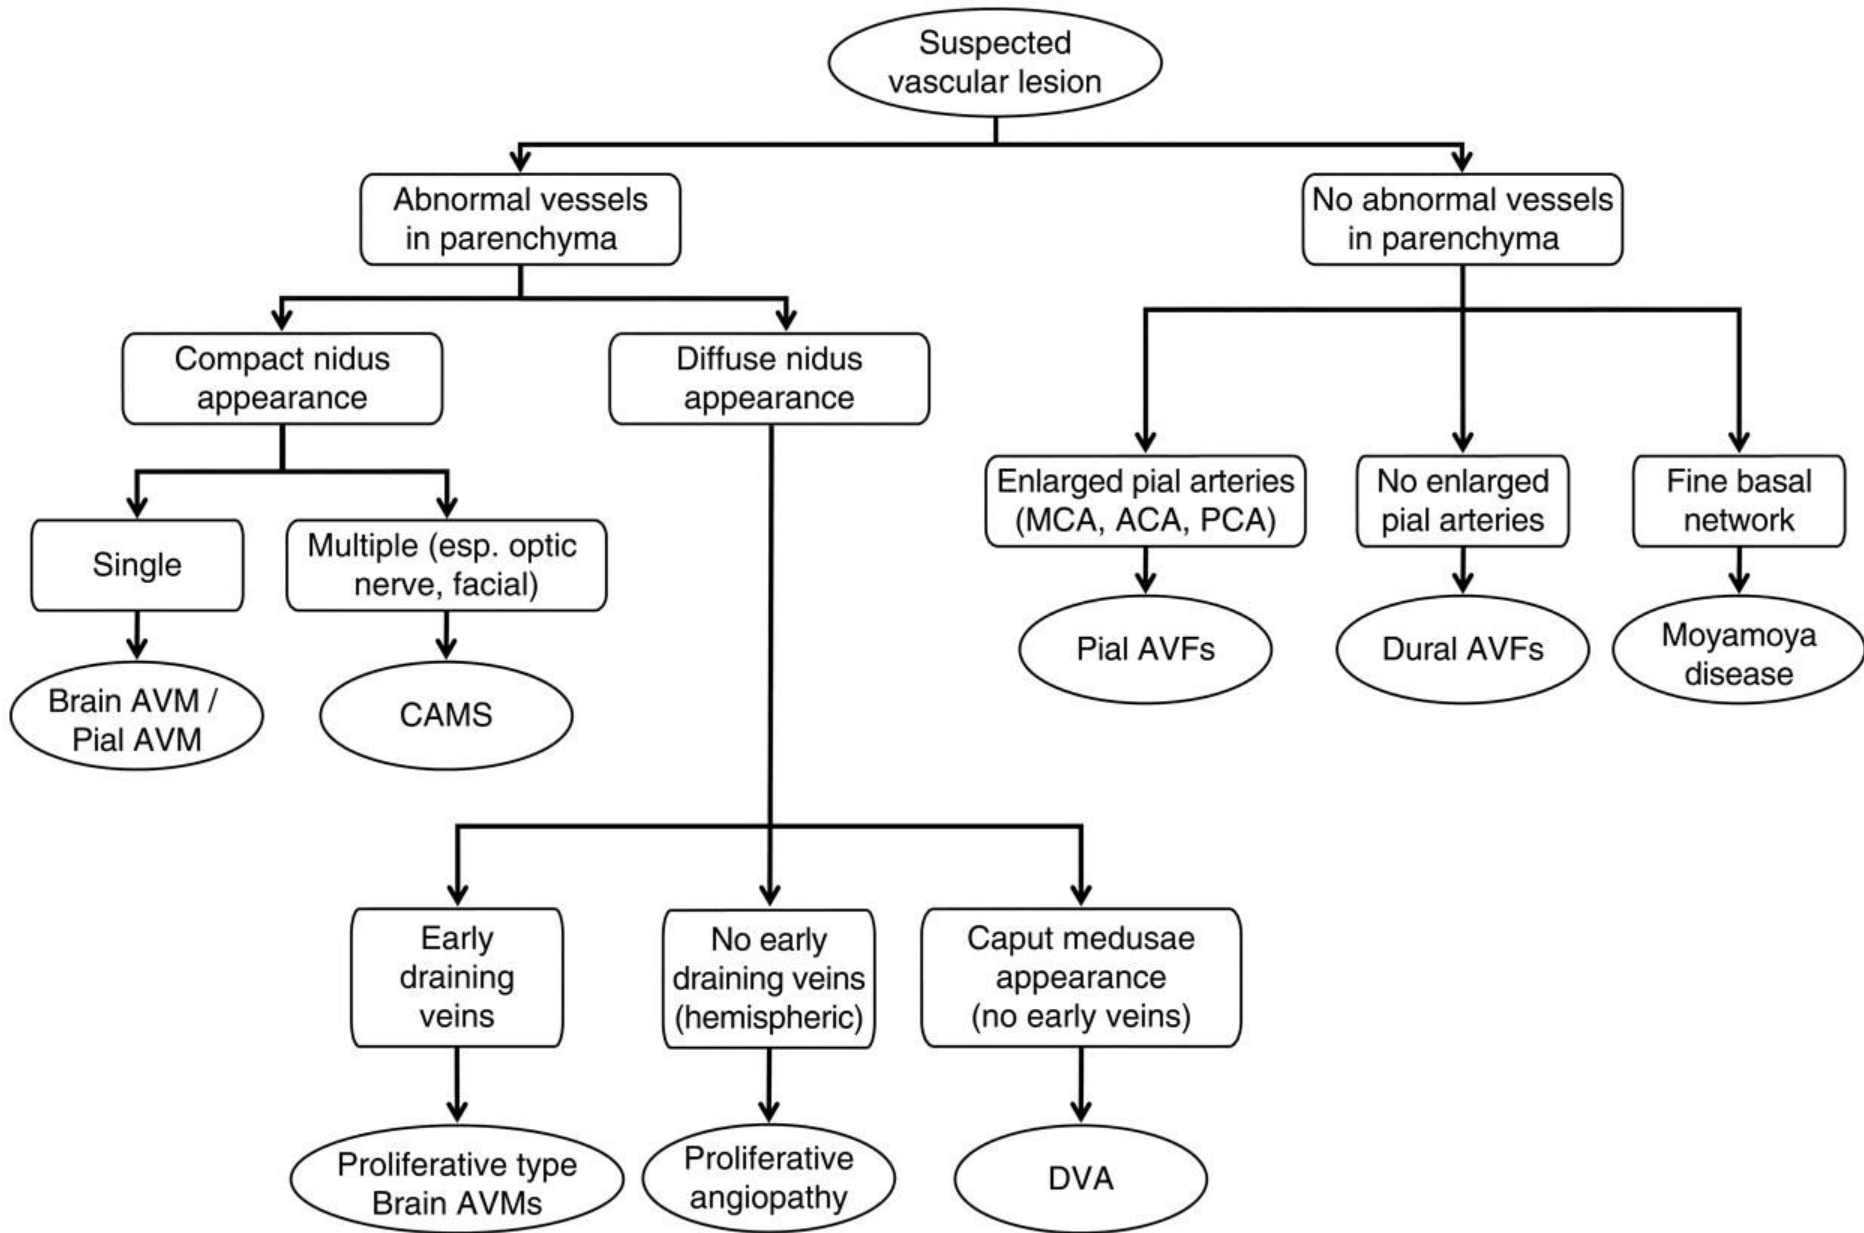 Suspected
vascular lesion
Abnormal vessels
in parenchyma
No abnormal vessels
in parenchyma
Compact nidus
appearance
Diffuse nidus
appearance
Enlarged pial arteries
(MCA, ACA, PCA)
No enlarged
pial arteries
Fine basal
network
Single
Multiple (esp. optic
nerve, facial)
Pial AVFs
Dural AVFs
Moyamoya
disease
Brain AVM /
Pial AVM
CAMS
Early
draining
veins
No early
draining veins
(hemispheric)
Caput medusae
appearance
(no early veins)
Proliferative type
Brain AVMs
Proliferative
angiopathy
DVA